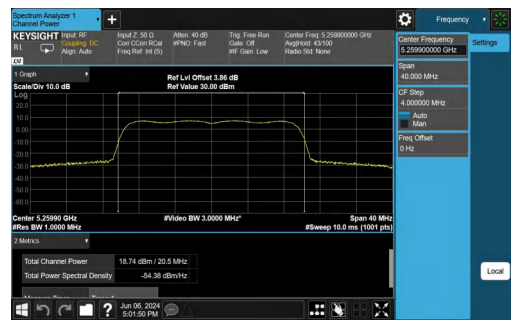 Spectrum Analyzer 1
Channel Power
+
Frequency
KEYSIGHT
RL
LXI
Input: RF
Coupling: DC
Align: Auto
Input Z: 50 Ω
Corr CCorr RCal
Freq Ref: Int (S)
Atten: 40 dB
#PNO: Fast
Trig: Free Run
Gate: Off
#IF Gain: Low
Center Freq: 5.259900000 GHz
Avg|Hold: 43/100
Radio Std: None
Center Frequency
5.259900000 GHz
Settings
Span
40.000 MHz
CF Step
4.000000 MHz
Auto
Man
Freq Offset
0 Hz
Local
1 Graph
Scale/Div 10.0 dB
Ref Lvl Offset 3.86 dB
Ref Value 30.00 dBm
Log
20.0
10.0
0.00
-10.0
-20.0
-30.0
-40.0
-50.0
-60.0
Center 5.25990 GHz
#Res BW 1.0000 MHz
#Video BW 3.0000 MHz*
Span 40 MHz
#Sweep 10.0 ms (1001 pts)
2 Metrics
Total Channel Power 18.74 dBm / 20.5 MHz
Total Power Spectral Density -54.38 dBm/Hz
?
Jun 06, 2024
5:01:50 PM